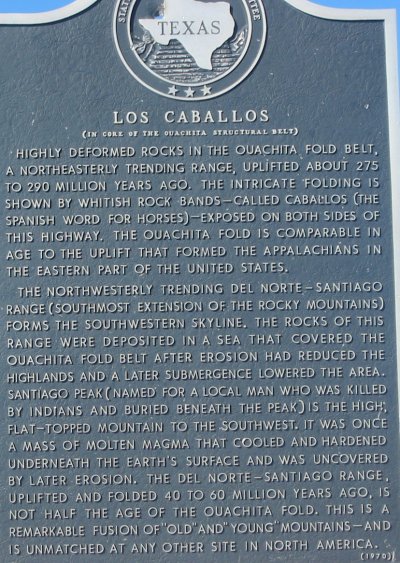 TEXAS
LOS CABALLOS
(IN CORE OF THE OUACHITA STRUCTURAL BELT)
HIGHLY DEFORMED ROCKS IN THE OUACHITA FOLD BELT,
A NORTHEASTERLY TRENDING RANGE, UPLIFTED ABOUT 275
TO 290 MILLION YEARS AGO. THE INTRICATE FOLDING IS
SHOWN BY WHITISH ROCK BANDS—CALLED CABALLOS (THE
SPANISH WORD FOR HORSES)—EXPOSED ON BOTH SIDES OF
THIS HIGHWAY. THE OUACHITA FOLD IS COMPARABLE IN
AGE TO THE UPLIFT THAT FORMED THE APPALACHIANS IN
THE EASTERN PART OF THE UNITED STATES.
THE NORTHWESTERLY TRENDING DEL NORTE—SANTIAGO
RANGE (SOUTHMOST EXTENSION OF THE ROCKY MOUNTAINS)
FORMS THE SOUTHWESTERN SKYLINE. THE ROCKS OF THIS
RANGE WERE DEPOSITED IN A SEA THAT COVERED THE
OUACHITA FOLD BELT AFTER EROSION HAD REDUCED THE
HIGHLANDS AND A LATER SUBMERGENCE LOWERED THE AREA.
SANTIAGO PEAK (NAMED FOR A LOCAL MAN WHO WAS KILLED
BY INDIANS AND BURIED BENEATH THE PEAK) IS THE HIGH,
FLAT—TOPPED MOUNTAIN TO THE SOUTHWEST. IT WAS ONCE
A MASS OF MOLTEN MAGMA THAT COOLED AND HARDENED
UNDERNEATH THE EARTH'S SURFACE AND WAS UNCOVERED
BY LATER EROSION. THE DEL NORTE—SANTIAGO RANGE,
UPLIFTED AND FOLDED 40 TO 60 MILLION YEARS AGO, IS
NOT HALF THE AGE OF THE OUACHITA FOLD. THIS IS A
REMARKABLE FUSION OF "OLD" AND "YOUNG" MOUNTAINS—AND
IS UNMATCHED AT ANY OTHER SITE IN NORTH AMERICA.
(1970)